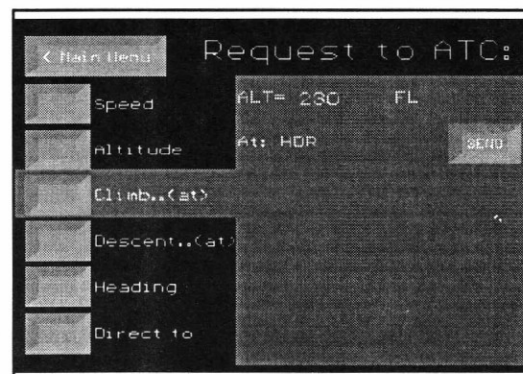 < Main Menu
Request to ATC:
Speed
ALT= 230 FL
Altitude
At: HDR
SEND
Climb..(at)
Descent..(at)
Heading
Direct to